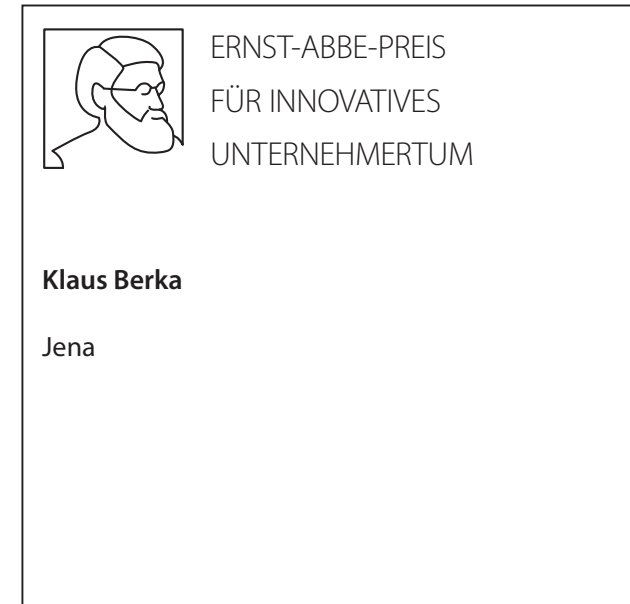 ERNST-ABBE-PREIS
FÜR INNOVATIVES
UNTERNEHMERTUM
Klaus Berka
Jena